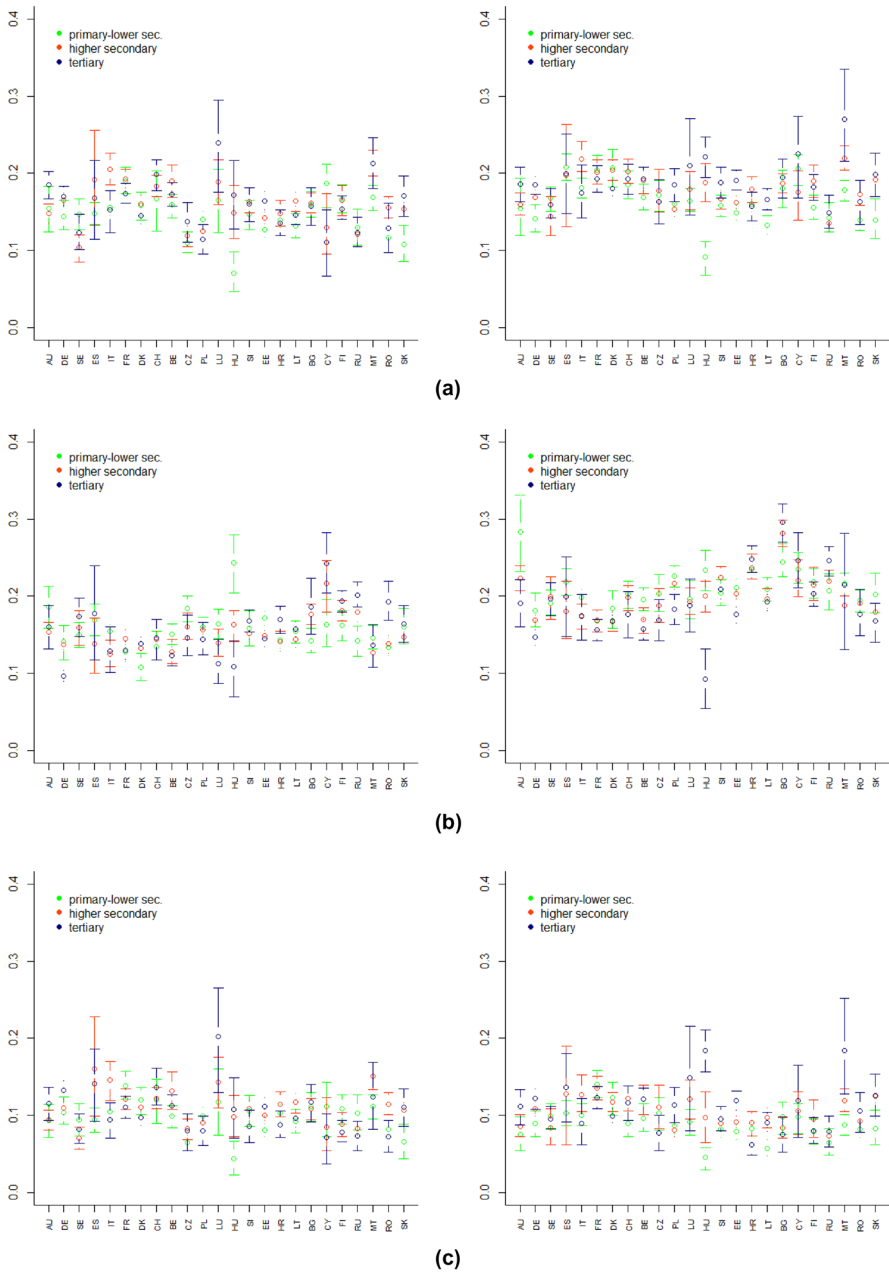 0.4
0.3
0.2
0.1
0.0
primary-lower sec.
higher secondary
tertiary
AU DE SE ES IT FR DK CH BE CZ PL LU HU SI EE HR LT BG CY FI RU MT RO SK
0.4
0.3
0.2
0.1
0.0
primary-lower sec.
higher secondary
tertiary
AU DE SE ES IT FR DK CH BE CZ PL LU HU SI EE HR LT BG CY FI RU MT RO SK
(a)
0.4
0.3
0.2
0.1
0.0
primary-lower sec.
higher secondary
tertiary
AU DE SE ES IT FR DK CH BE CZ PL LU HU SI EE HR LT BG CY FI RU MT RO SK
0.4
0.3
0.2
0.1
0.0
primary-lower sec.
higher secondary
tertiary
AU DE SE ES IT FR DK CH BE CZ PL LU HU SI EE HR LT BG CY FI RU MT RO SK
(b)
0.4
0.3
0.2
0.1
0.0
primary-lower sec.
higher secondary
tertiary
AU DE SE ES IT FR DK CH BE CZ PL LU HU SI EE HR LT BG CY FI RU MT RO SK
0.4
0.3
0.2
0.1
0.0
primary-lower sec.
higher secondary
tertiary
AU DE SE ES IT FR DK CH BE CZ PL LU HU SI EE HR LT BG CY FI RU MT RO SK
(c)